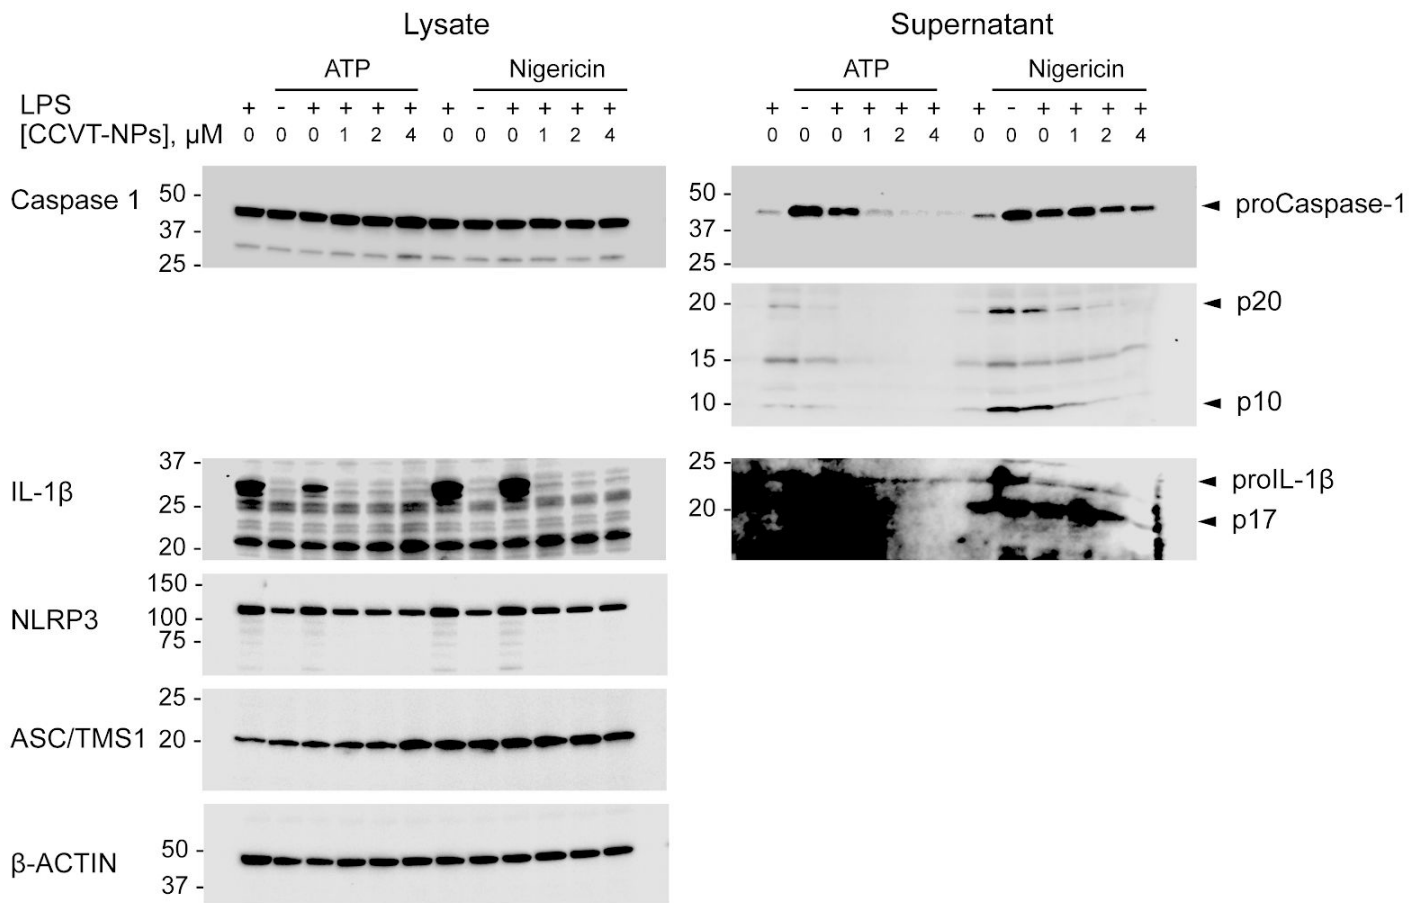 Lysate Supernatant
ATP Nigericin ATP Nigericin
LPS + - + + + + + - + + + + + - + + + + + - + + + +
[CCVT-NPs], μM 0 0 0 1 2 4 0 0 0 1 2 4 0 0 0 1 2 4 0 0 0 1 2 4
Caspase 1 50 - 37 - 25 - 50 - 37 - 25 - ◄ proCaspase-1
20 - 15 - 10 - ◄ p20 ◄ p10
IL-1β 37 - 25 - 20 - 25 - 20 - ◄ proIL-1β ◄ p17
NLRP3 150 - 100 - 75 -
ASC/TMS1 25 - 20 -
β-ACTIN 50 - 37 -